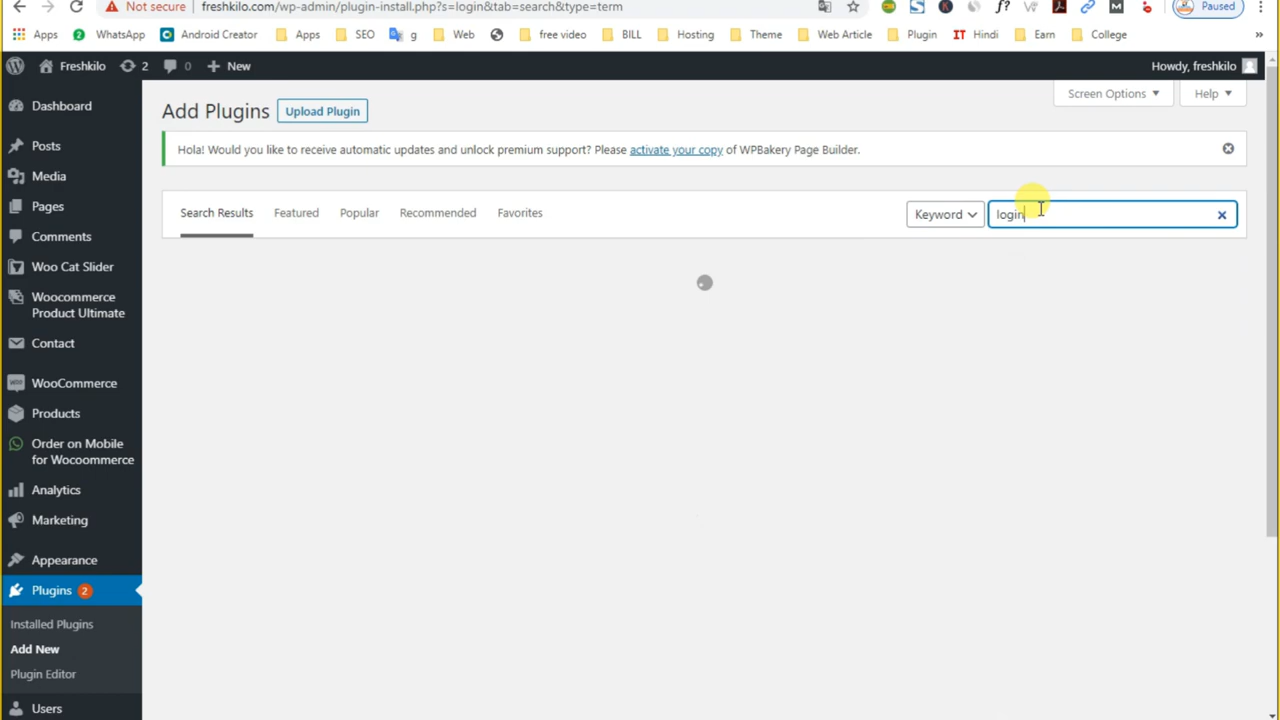 Not secure freshkilo.com/wp-admin/plugin-install.php?s=login&tab=search&type=term Paused
Apps WhatsApp Android Creator Apps SEO g Web free video BILL Hosting Theme Web Article Plugin IT Hindi Earn College »
Freshkilo 2 0 + New Howdy, freshkilo
Dashboard
Posts
Media
Pages
Comments
Woo Cat Slider
Woocommerce
Product Ultimate
Contact
WooCommerce
Products
Order on Mobile
for Wocoommerce
Analytics
Marketing
Appearance
Plugins 2
Installed Plugins
Add New
Plugin Editor
Users
Screen Options Help
Add Plugins Upload Plugin
Hola! Would you like to receive automatic updates and unlock premium support? Please activate your copy of WPBakery Page Builder.
Search Results Featured Popular Recommended Favorites Keyword login